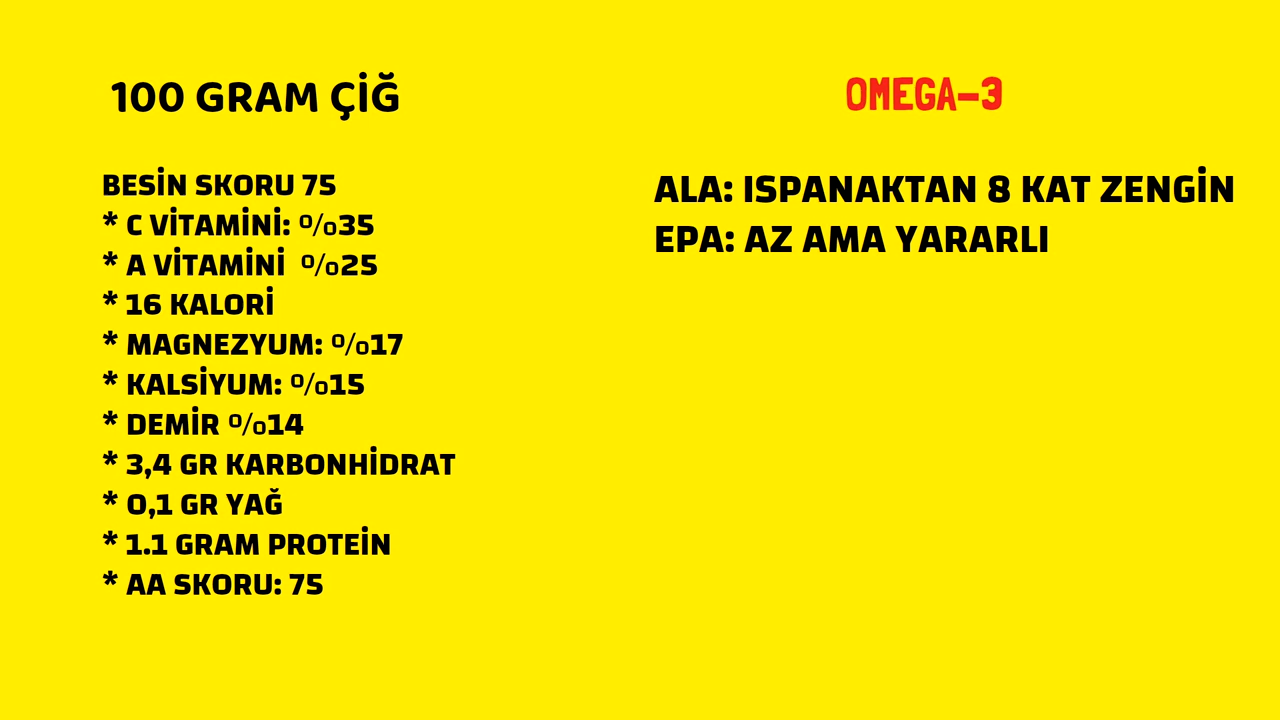 100 GRAM ÇİĞ
BESİN SKORU 75
* C VİTAMİNİ: %35
* A VİTAMİNİ %25
* 16 KALORİ
* MAGNEZYUM: %17
* KALSİYUM: %15
* DEMİR %14
* 3,4 GR KARBONHİDRAT
* 0,1 GR YAĞ
* 1.1 GRAM PROTEİN
* AA SKORU: 75
OMEGA-3
ALA: ISPANAKTAN 8 KAT ZENGİN
EPA: AZ AMA YARARLI